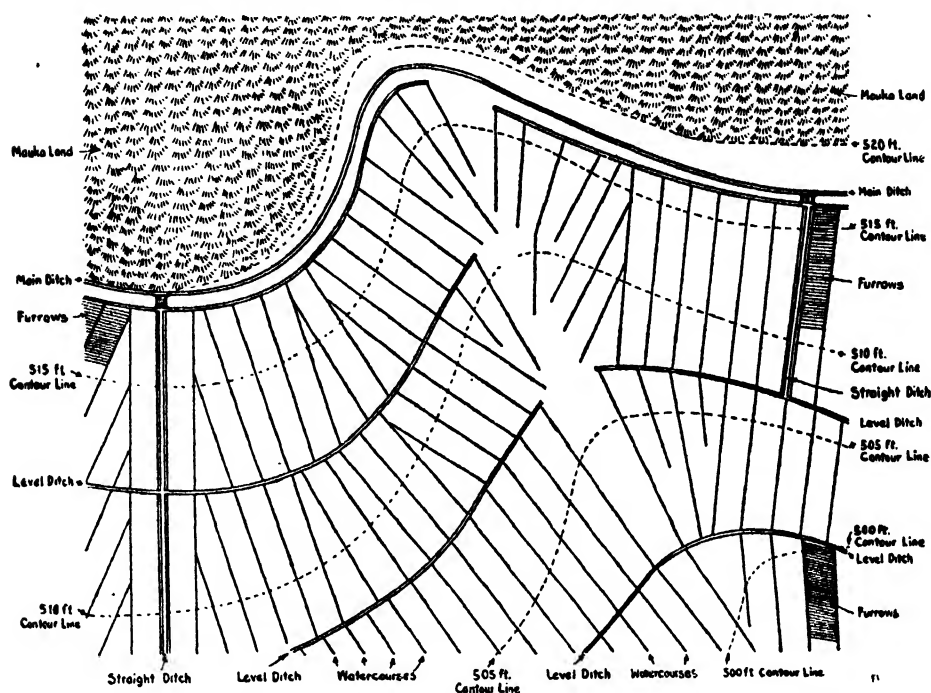 Mauka Land
520 ft.
Contour Line
Mauka Land
Main Ditch
515 ft.
Contour Line
Main Ditch
Furrows
Furrows
515 ft
Contour Line
510 ft.
Contour Line
Straight Ditch
Level Ditch
505 ft.
Contour Line
Level Ditch
500 ft.
Contour Line
Level Ditch
510 ft
Contour Line
Furrows
Straight Ditch
Level Ditch
Watercourses
505 ft.
Contour Line
Level Ditch
Watercourses
500 ft Contour Line